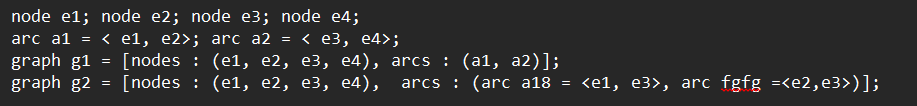 node e1; node e2; node e3; node e4;
arc a1 = < e1, e2>; arc a2 = < e3, e4>;
graph g1 = [nodes : (e1, e2, e3, e4), arcs : (a1, a2)];
graph g2 = [nodes : (e1, e2, e3, e4),  arcs : (arc a18 = <e1, e3>, arc fgfg =<e2,e3>)];